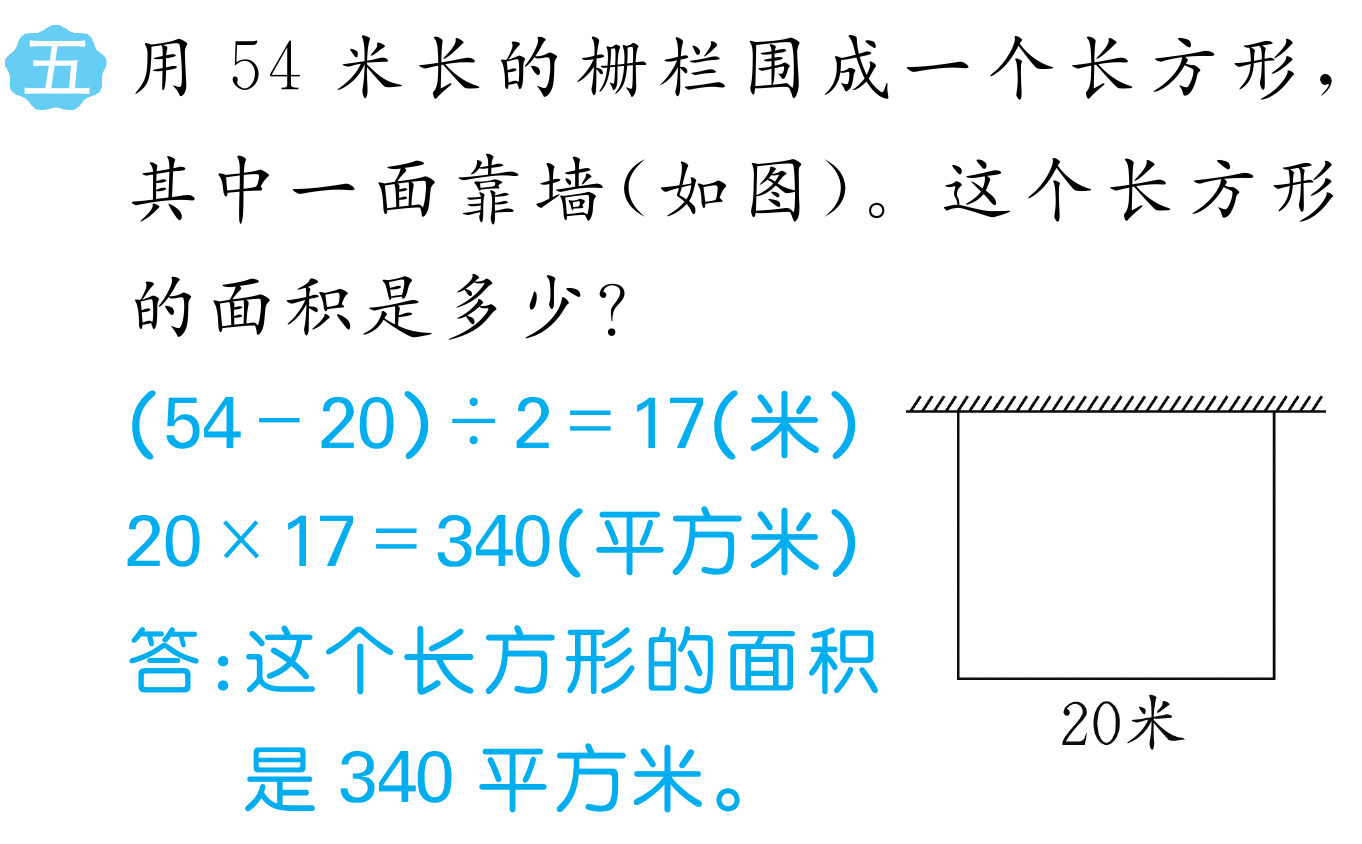 五 用 54 米长的栅栏围成一个长方形，
其中一面靠墙(如图)。这个长方形
的面积是多少?
(54-20)÷2=17(米)
20×17=340(平方米)
答:这个长方形的面积
是 340 平方米。
20米